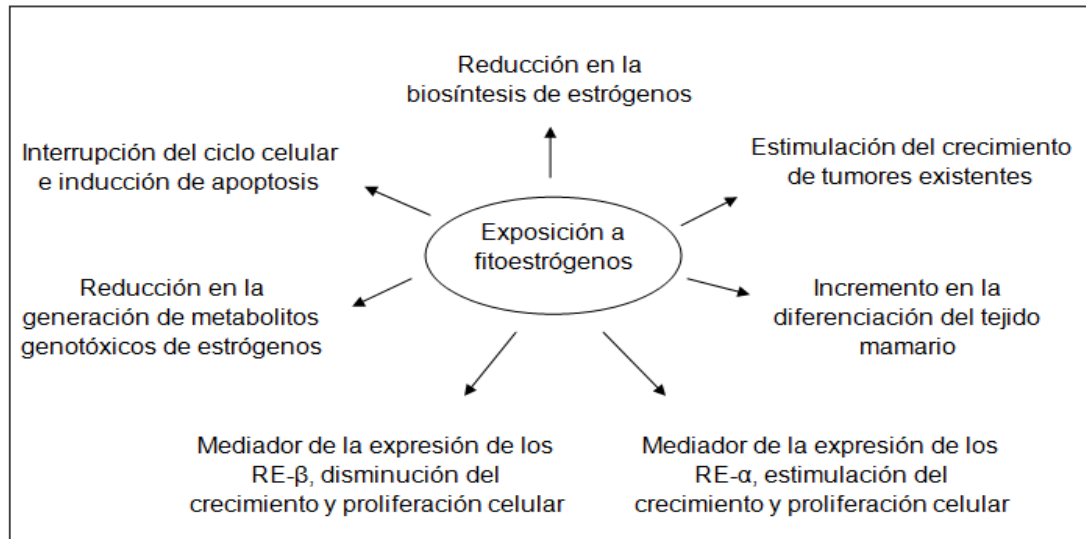 Reducción en la
biosíntesis de estrógenos
Interrupción del ciclo celular
e inducción de apoptosis
Estimulación del crecimiento
de tumores existentes
Exposición a
fitoestrógenos
Reducción en la
generación de metabolitos
genotóxicos de estrógenos
Incremento en la
diferenciación del tejido
mamario
Mediador de la expresión de los
RE-β, disminución del
crecimiento y proliferación celular
Mediador de la expresión de los
RE-α, estimulación del
crecimiento y proliferación celular